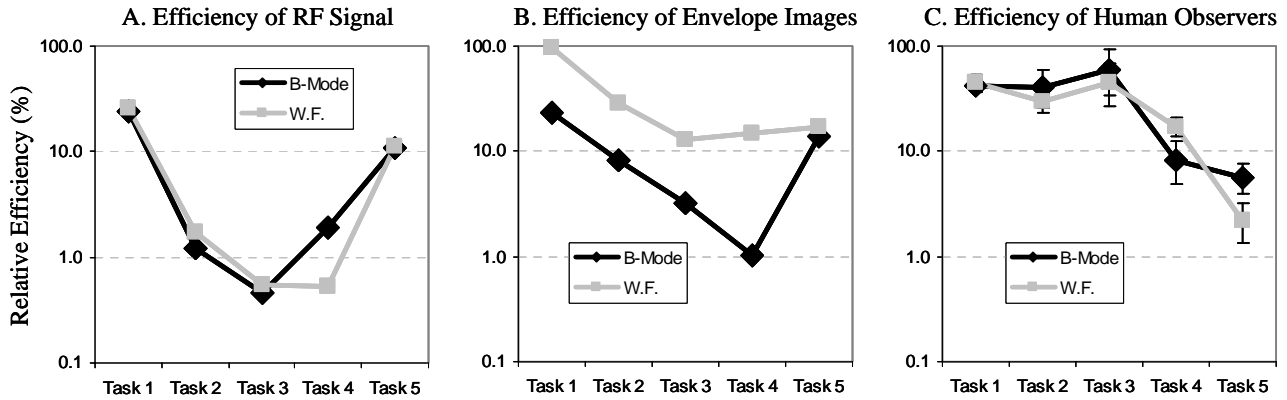 A. Efficiency of RF Signal
B. Efficiency of Envelope Images
C. Efficiency of Human Observers
Relative Efficiency (%)
100.0
10.0
1.0
0.1
B-Mode
W.F.
Task 1 Task 2 Task 3 Task 4 Task 5
100.0
10.0
1.0
0.1
B-Mode
W.F.
Task 1 Task 2 Task 3 Task 4 Task 5
100.0
10.0
1.0
0.1
B-Mode
W.F.
Task 1 Task 2 Task 3 Task 4 Task 5